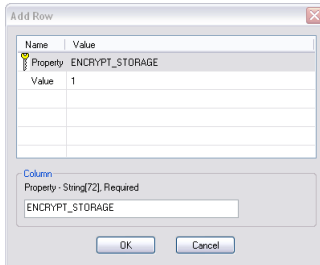 Add Row
Name Value
Property ENCRYPT_STORAGE
Value 1
Column
Property - String[72], Required
ENCRYPT_STORAGE
OK Cancel